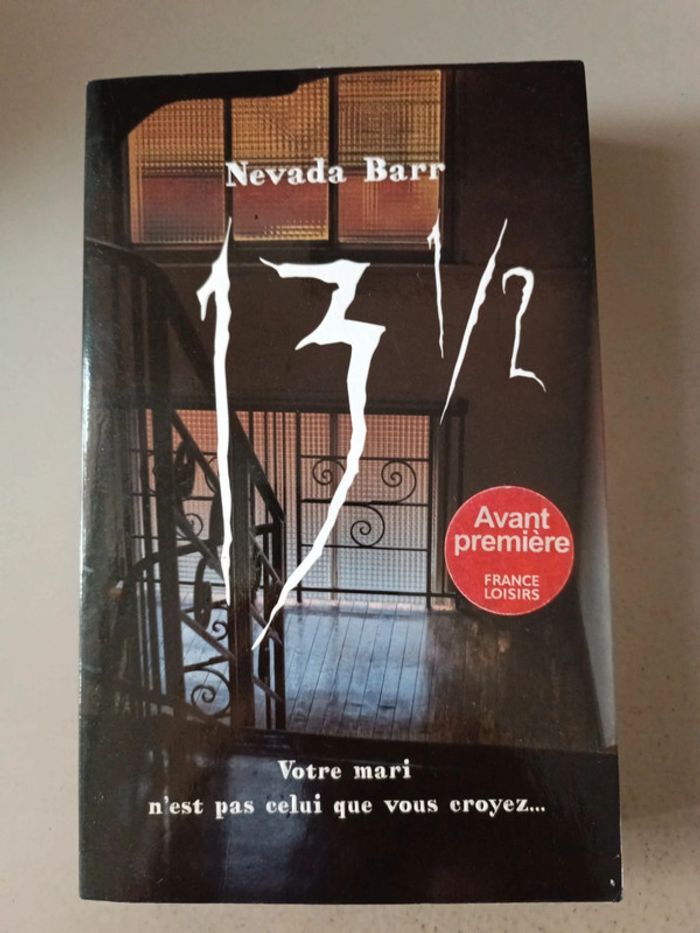 Nevada Barr
13 1/2
Avant
première
FRANCE
LOISIRS
Votre mari
n'est pas celui que vous croyez...